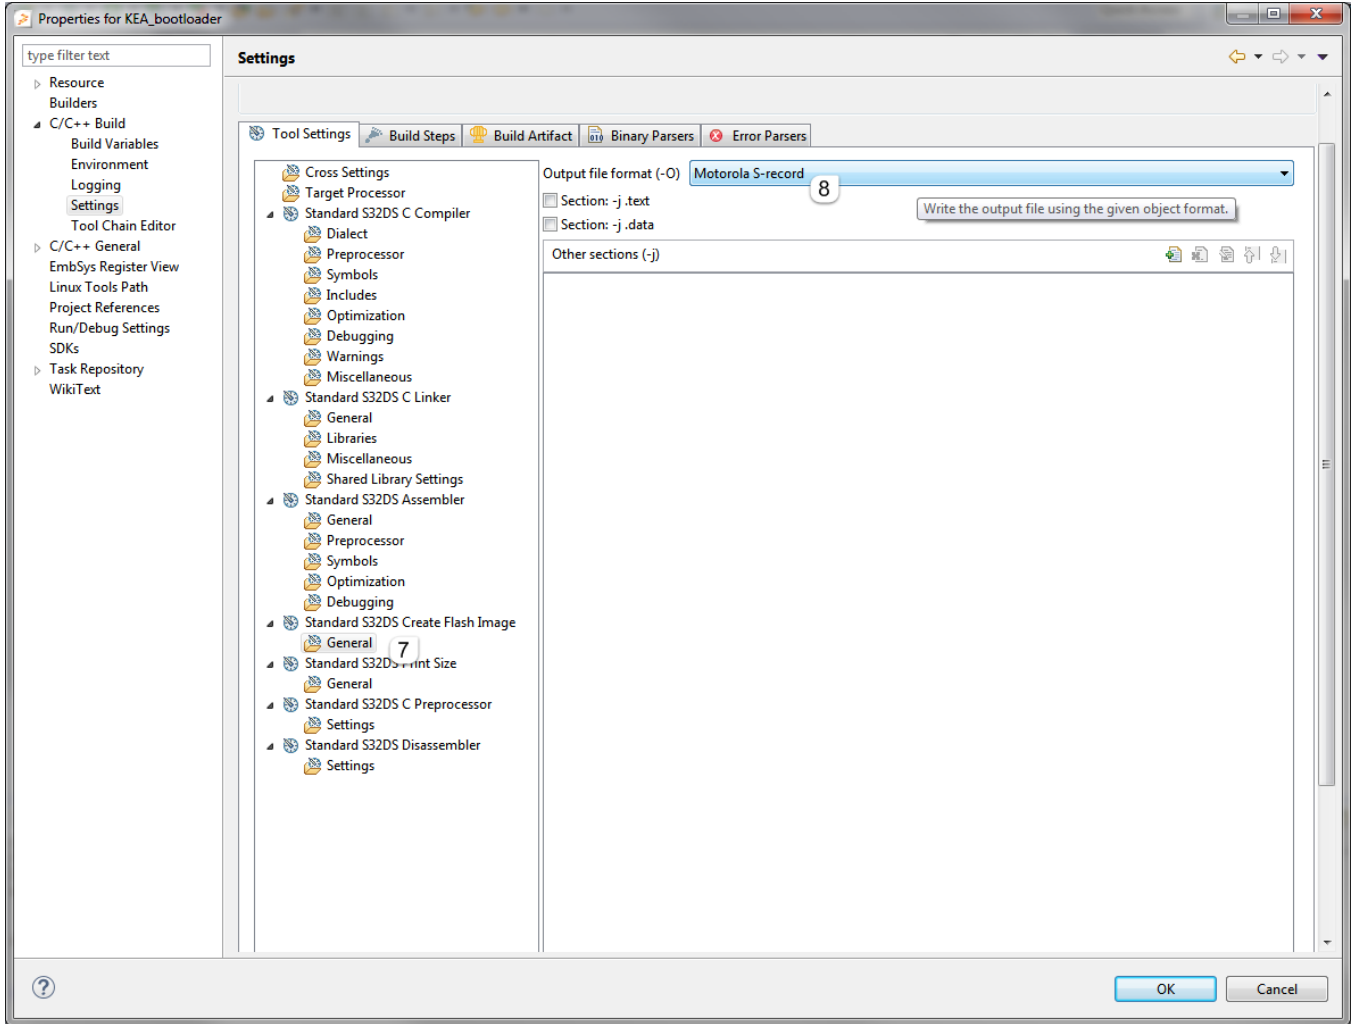 Properties for KEA_bootloader
type filter text
Resource
Builders
C/C++ Build
Build Variables
Environment
Logging
Settings
Tool Chain Editor
C/C++ General
EmbSys Register View
Linux Tools Path
Project References
Run/Debug Settings
SDKs
Task Repository
WikiText
Settings
Tool Settings
Build Steps
Build Artifact
Binary Parsers
Error Parsers
Cross Settings
Target Processor
Standard S32DS C Compiler
Dialect
Preprocessor
Symbols
Includes
Optimization
Debugging
Warnings
Miscellaneous
Standard S32DS C Linker
General
Libraries
Miscellaneous
Shared Library Settings
Standard S32DS Assembler
General
Preprocessor
Symbols
Optimization
Debugging
Standard S32DS Create Flash Image
General
7
Standard S32DS Print Size
General
Standard S32DS C Preprocessor
Settings
Standard S32DS Disassembler
Settings
Output file format (-O) Motorola S-record
8
Section: -j .text
Write the output file using the given object format.
Section: -j .data
Other sections (-j)
OK
Cancel